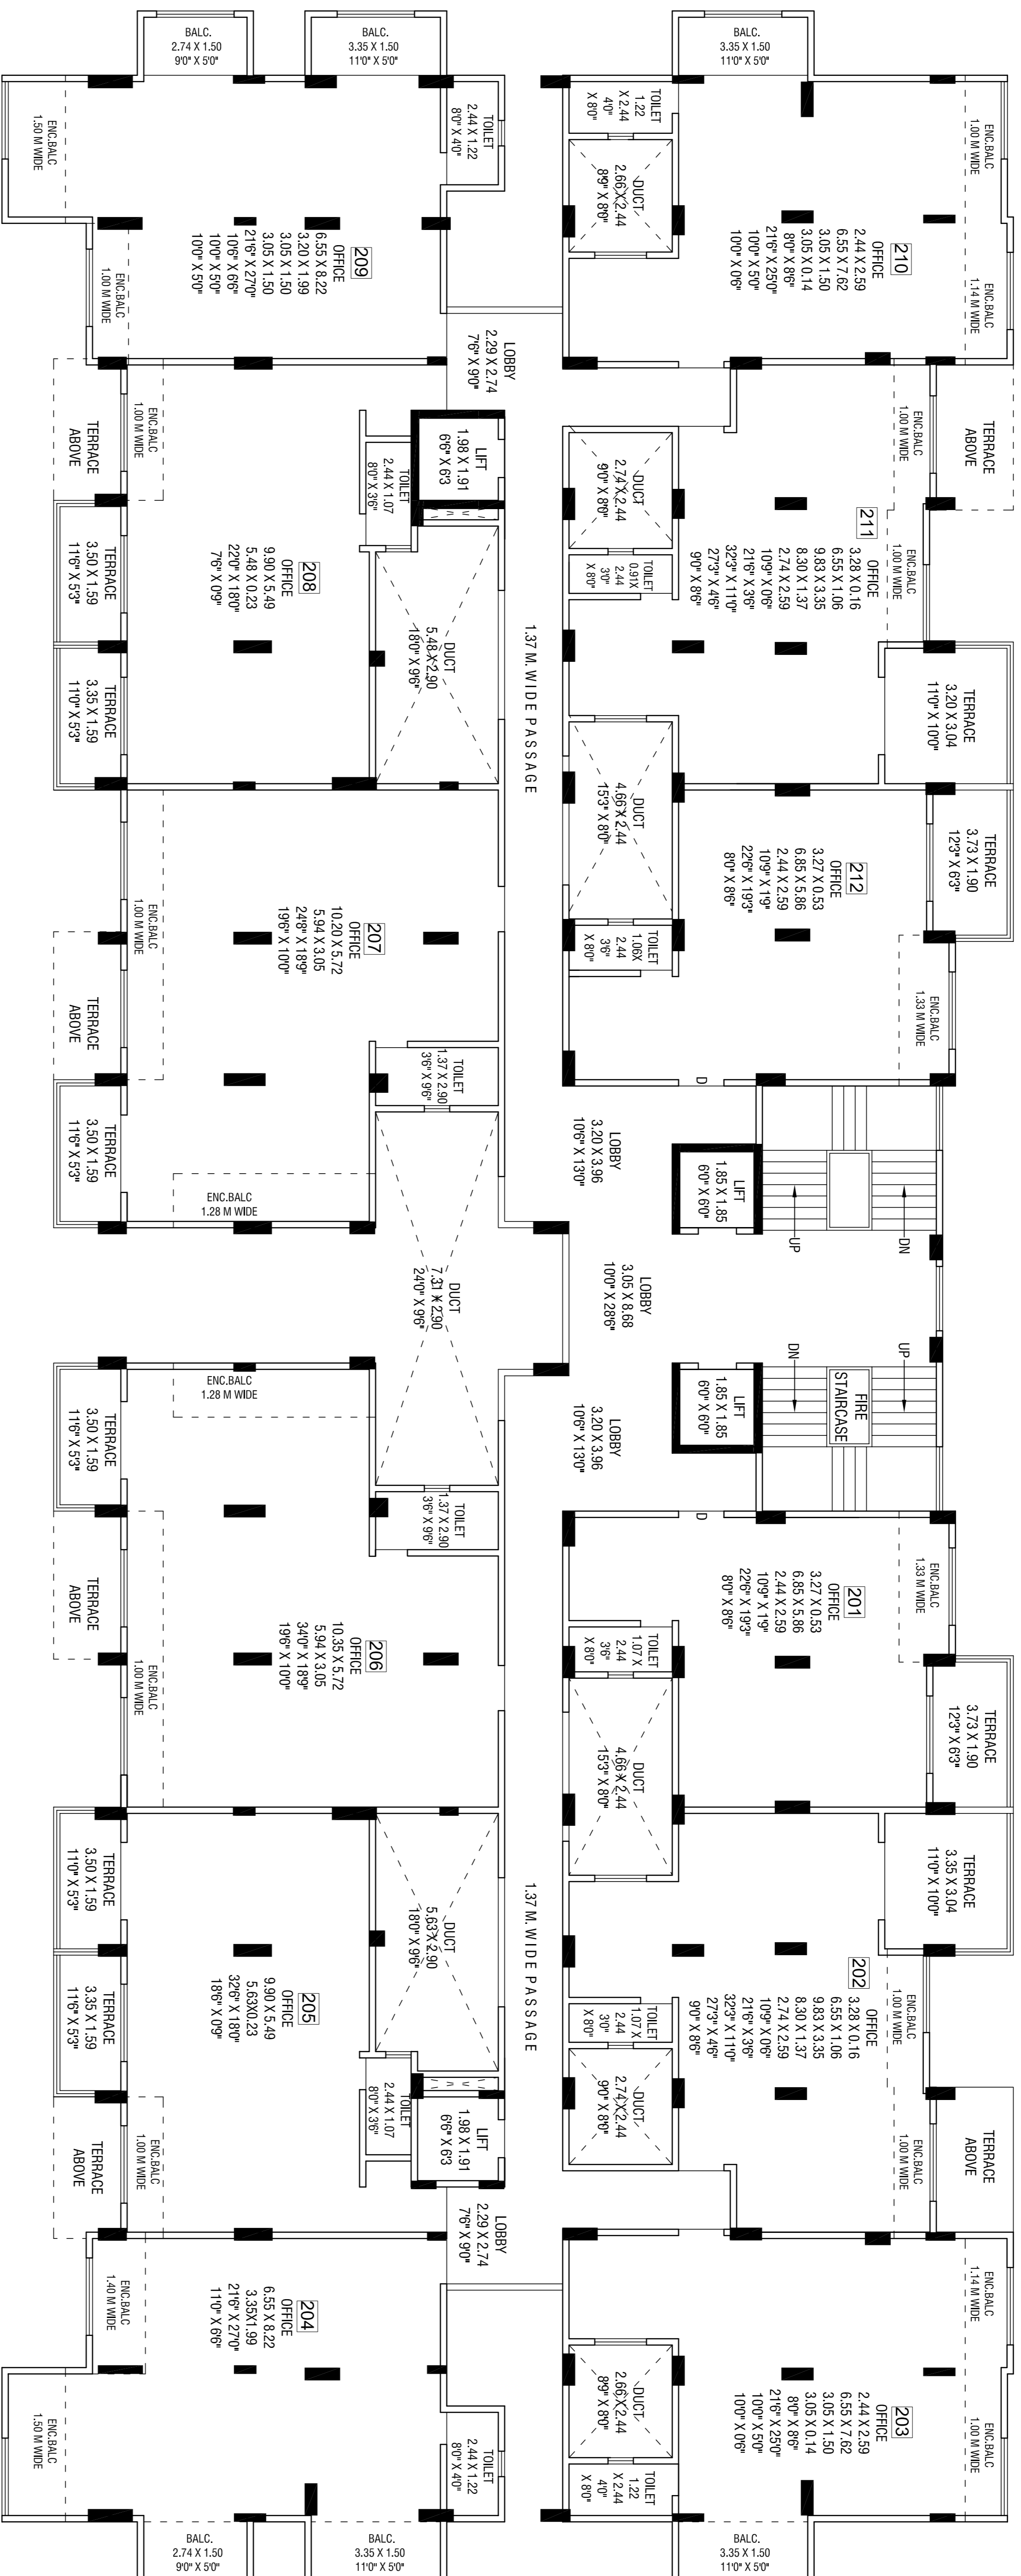 BALC.
2.74 X 1.50
9'0" X 5'0"
BALC.
3.35 X 1.50
11'0" X 5'0"
BALC.
3.35 X 1.50
11'0" X 5'0"
ENC.BALC
1.50 M WIDE
TOILET
2.44 X 1.22
8'0" X 4'0"
TOILET
1.22
X 2.44
4'0"
X 8'0"
ENC.BALC
1.00 M WIDE
DUCT
2.66 X 2.44
8'9" X 8'0"
209
OFFICE
6.55 X 8.22
3.20 X 1.99
3.05 X 1.50
3.05 X 1.50
21'6" X 27'0"
10'6" X 6'6"
10'0" X 5'0"
10'0" X 5'0"
210
OFFICE
2.44 X 2.59
6.55 X 7.62
3.05 X 1.50
3.05 X 0.14
8'0" X 8'6"
21'6" X 25'0"
10'0" X 5'0"
10'0" X 0'6"
ENC.BALC
1.00 M WIDE
ENC.BALC
1.14 M WIDE
LOBBY
2.29 X 2.74
7'6" X 9'0"
TERRACE
ABOVE
ENC.BALC
1.00 M WIDE
LIFT
1.98 X 1.91
6'6" X 6'3
TOILET
2.44 X 1.07
8'0" X 3'6"
DUCT
2.74 X 2.44
9'0" X 8'0"
ENC.BALC
1.00 M WIDE
TERRACE
ABOVE
211
OFFICE
3.28 X 0.16
6.55 X 1.06
9.83 X 3.35
8.30 X 1.37
2.74 X 2.59
10'9" X 0'6"
21'6" X 3'6"
32'3" X 11'0"
27'3" X 4'6"
9'0" X 8'6"
ENC.BALC
1.00 M WIDE
TERRACE
3.50 X 1.59
11'6" X 5'3"
208
OFFICE
9.90 X 5.49
5.48 X 0.23
22'0" X 18'0"
7'6" X 0'9"
TOILET
0.91X
2.44
3'0"
X 8'0"
DUCT
5.48 X 2.90
18'0" X 9'6"
1.37 M. WIDE PASSAGE
TERRACE
3.35 X 1.59
11'0" X 5'3"
TERRACE
3.20 X 3.04
11'0" X 10'0"
DUCT
4.66 X 2.44
15'3" X 8'0"
TERRACE
3.73 X 1.90
12'3" X 6'3"
212
OFFICE
3.27 X 0.53
6.85 X 5.86
2.44 X 2.59
10'9" X 1'9"
22'6" X 19'3"
8'0" X 8'6"
ENC.BALC
1.00 M WIDE
207
OFFICE
10.20 X 5.72
5.94 X 3.05
24'8" X 18'9"
19'6" X 10'0"
TOILET
1.06X
2.44
3'6"
X 8'0"
ENC.BALC
1.33 M WIDE
TERRACE
ABOVE
TOILET
1.37 X 2.90
3'6" X 9'6"
D
TERRACE
3.50 X 1.59
11'6" X 5'3"
LOBBY
3.20 X 3.96
10'6" X 13'0"
LIFT
1.85 X 1.85
6'0" X 6'0"
UP
DN
ENC.BALC
1.28 M WIDE
DUCT
7.31 X 2.90
24'0" X 9'6"
LOBBY
3.05 X 8.68
10'0" X 28'6"
ENC.BALC
1.28 M WIDE
DN
UP
LIFT
1.85 X 1.85
6'0" X 6'0"
FIRE
STAIRCASE
TERRACE
3.50 X 1.59
11'6" X 5'3"
LOBBY
3.20 X 3.96
10'6" X 13'0"
TOILET
1.37 X 2.90
3'6" X 9'6"
D
TERRACE
ABOVE
ENC.BALC
1.33 M WIDE
201
OFFICE
3.27 X 0.53
6.85 X 5.86
2.44 X 2.59
10'9" X 1'9"
22'6" X 19'3"
8'0" X 8'6"
TOILET
1.07 X
2.44
3'6"
X 8'0"
206
OFFICE
10.35 X 5.72
5.94 X 3.05
34'0" X 18'9"
19'6" X 10'0"
ENC.BALC
1.00 M WIDE
DUCT
4.66 X 2.44
15'3" X 8'0"
TERRACE
3.73 X 1.90
12'3" X 6'3"
TERRACE
3.50 X 1.59
11'0" X 5'3"
TERRACE
3.35 X 3.04
11'0" X 10'0"
DUCT
5.63 X 2.90
18'0" X 9'6"
1.37 M. WIDE PASSAGE
202
OFFICE
3.28 X 0.16
6.55 X 1.06
9.83 X 3.35
8.30 X 1.37
2.74 X 2.59
10'9" X 0'6"
21'6" X 3'6"
32'3" X 11'0"
27'3" X 4'6"
9'0" X 8'6"
ENC.BALC
1.00 M WIDE
TERRACE
3.35 X 1.59
11'6" X 5'3"
205
OFFICE
9.90 X 5.49
5.63X0.23
32'6" X 18'0"
18'6" X 0'9"
TOILET
1.07 X
2.44
3'0"
X 8'0"
TOILET
2.44 X 1.07
8'0" X 3'6"
LIFT
1.98 X 1.91
6'6" X 6'3
DUCT
2.74 X 2.44
9'0" X 8'0"
ENC.BALC
1.00 M WIDE
TERRACE
ABOVE
TERRACE
ABOVE
ENC.BALC
1.00 M WIDE
LOBBY
2.29 X 2.74
7'6" X 9'0"
ENC.BALC
1.40 M WIDE
204
OFFICE
6.55 X 8.22
3.35X1.99
21'6" X 27'0"
11'0" X 6'6"
ENC.BALC
1.14 M WIDE
DUCT
2.66 X 2.44
8'9" X 8'0"
203
OFFICE
2.44 X 2.59
6.55 X 7.62
3.05 X 1.50
3.05 X 0.14
8'0" X 8'6"
21'6" X 25'0"
10'0" X 5'0"
10'0" X 0'6"
ENC.BALC
1.00 M WIDE
ENC.BALC
1.50 M WIDE
TOILET
2.44 X 1.22
8'0" X 4'0"
TOILET
1.22
X 2.44
4'0"
X 8'0"
BALC.
2.74 X 1.50
9'0" X 5'0"
BALC.
3.35 X 1.50
11'0" X 5'0"
BALC.
3.35 X 1.50
11'0" X 5'0"